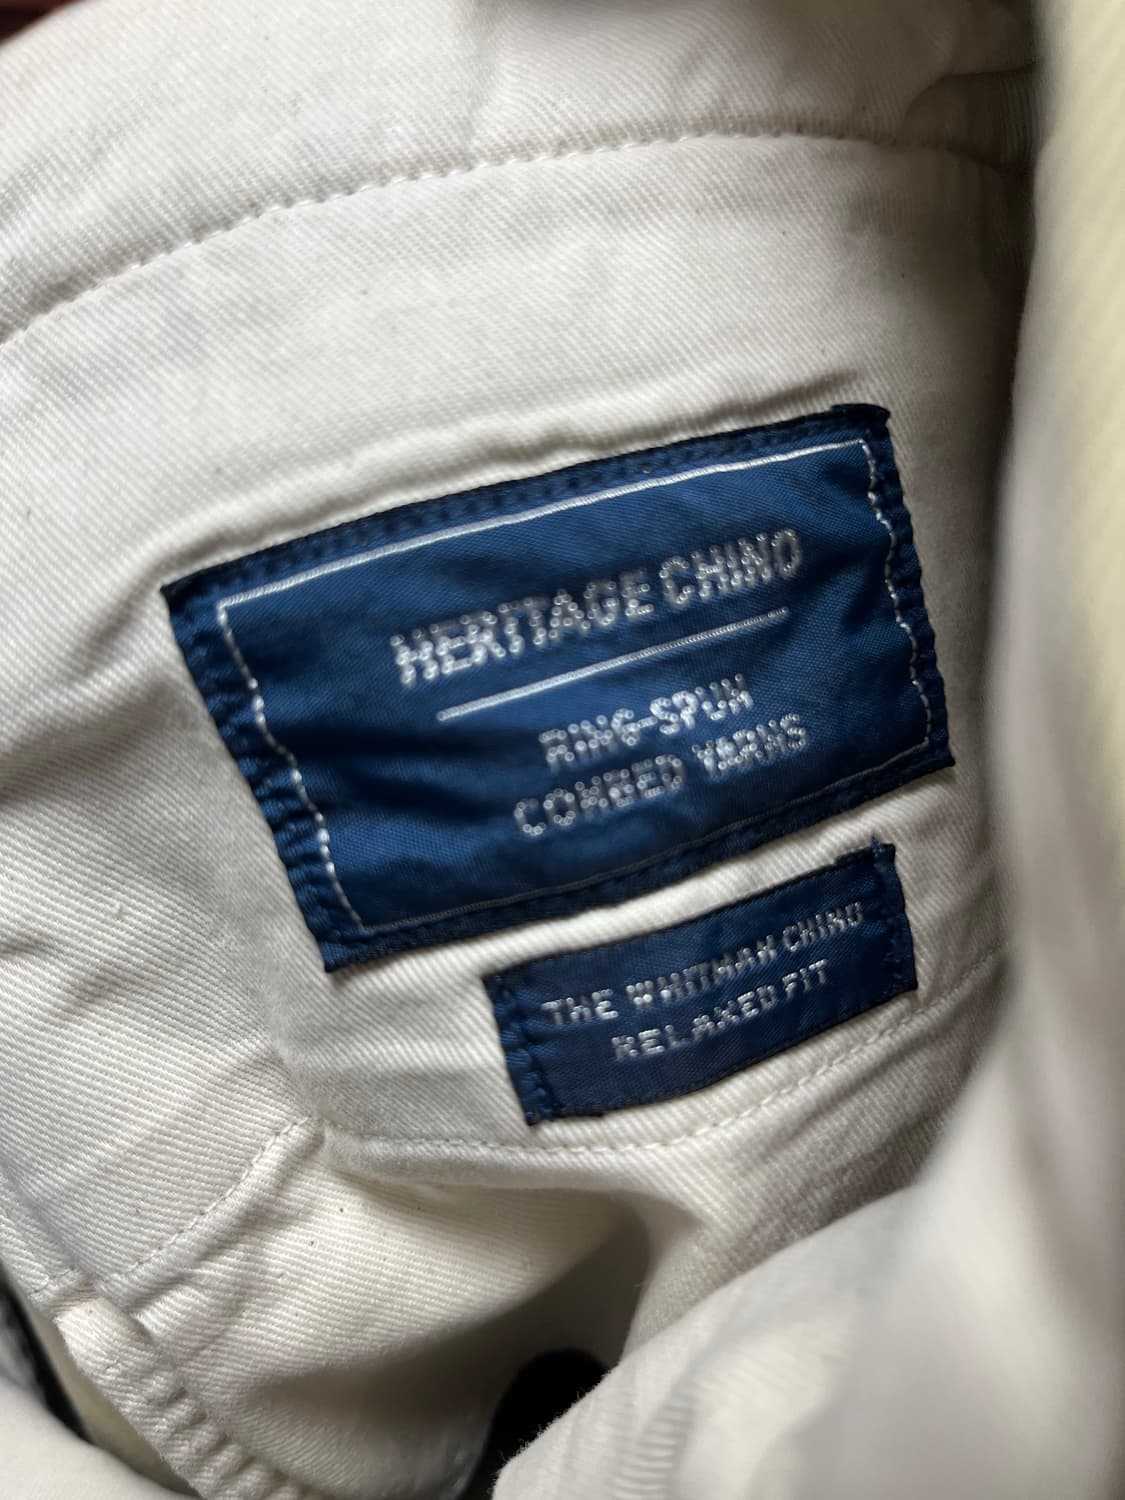 HERITAGE CHINO
RING-SPUN
COMBED YARNS
THE WHITMAN CHINO
RELAXED FIT